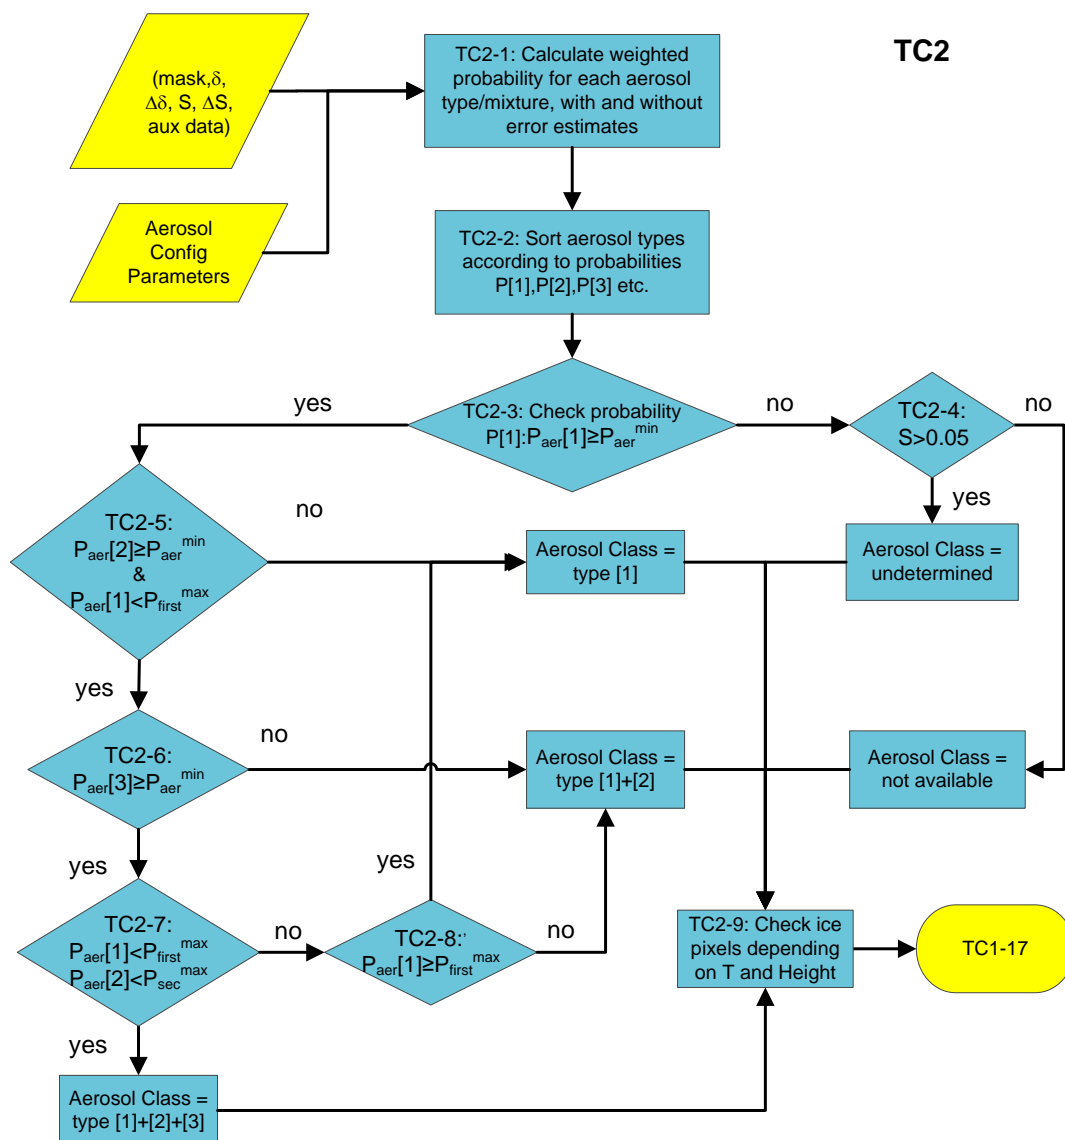 TC2
(mask,δ,
Δδ, S, ΔS,
aux data)
TC2-1: Calculate weighted
probability for each aerosol
type/mixture, with and without
error estimates
Aerosol
Config
Parameters
TC2-2: Sort aerosol types
according to probabilities
P[1],P[2],P[3] etc.
yes
TC2-3: Check probability
P[1]:Paer[1]≥Paer^min
no
TC2-4:
S>0.05
no
TC2-5:
Paer[2]≥Paer^min
&
Paer[1]<Pfirst^max
no
yes
Aerosol Class =
type [1]
Aerosol Class =
undetermined
yes
TC2-6:
Paer[3]≥Paer^min
no
Aerosol Class =
type [1]+[2]
Aerosol Class =
not available
yes
yes
TC2-7:
Paer[1]<Pfirst^max
Paer[2]<Psec^max
no
TC2-8:’
Paer[1]≥Pfirst^max
no
TC2-9: Check ice
pixels depending
on T and Height
TC1-17
yes
Aerosol Class =
type [1]+[2]+[3]